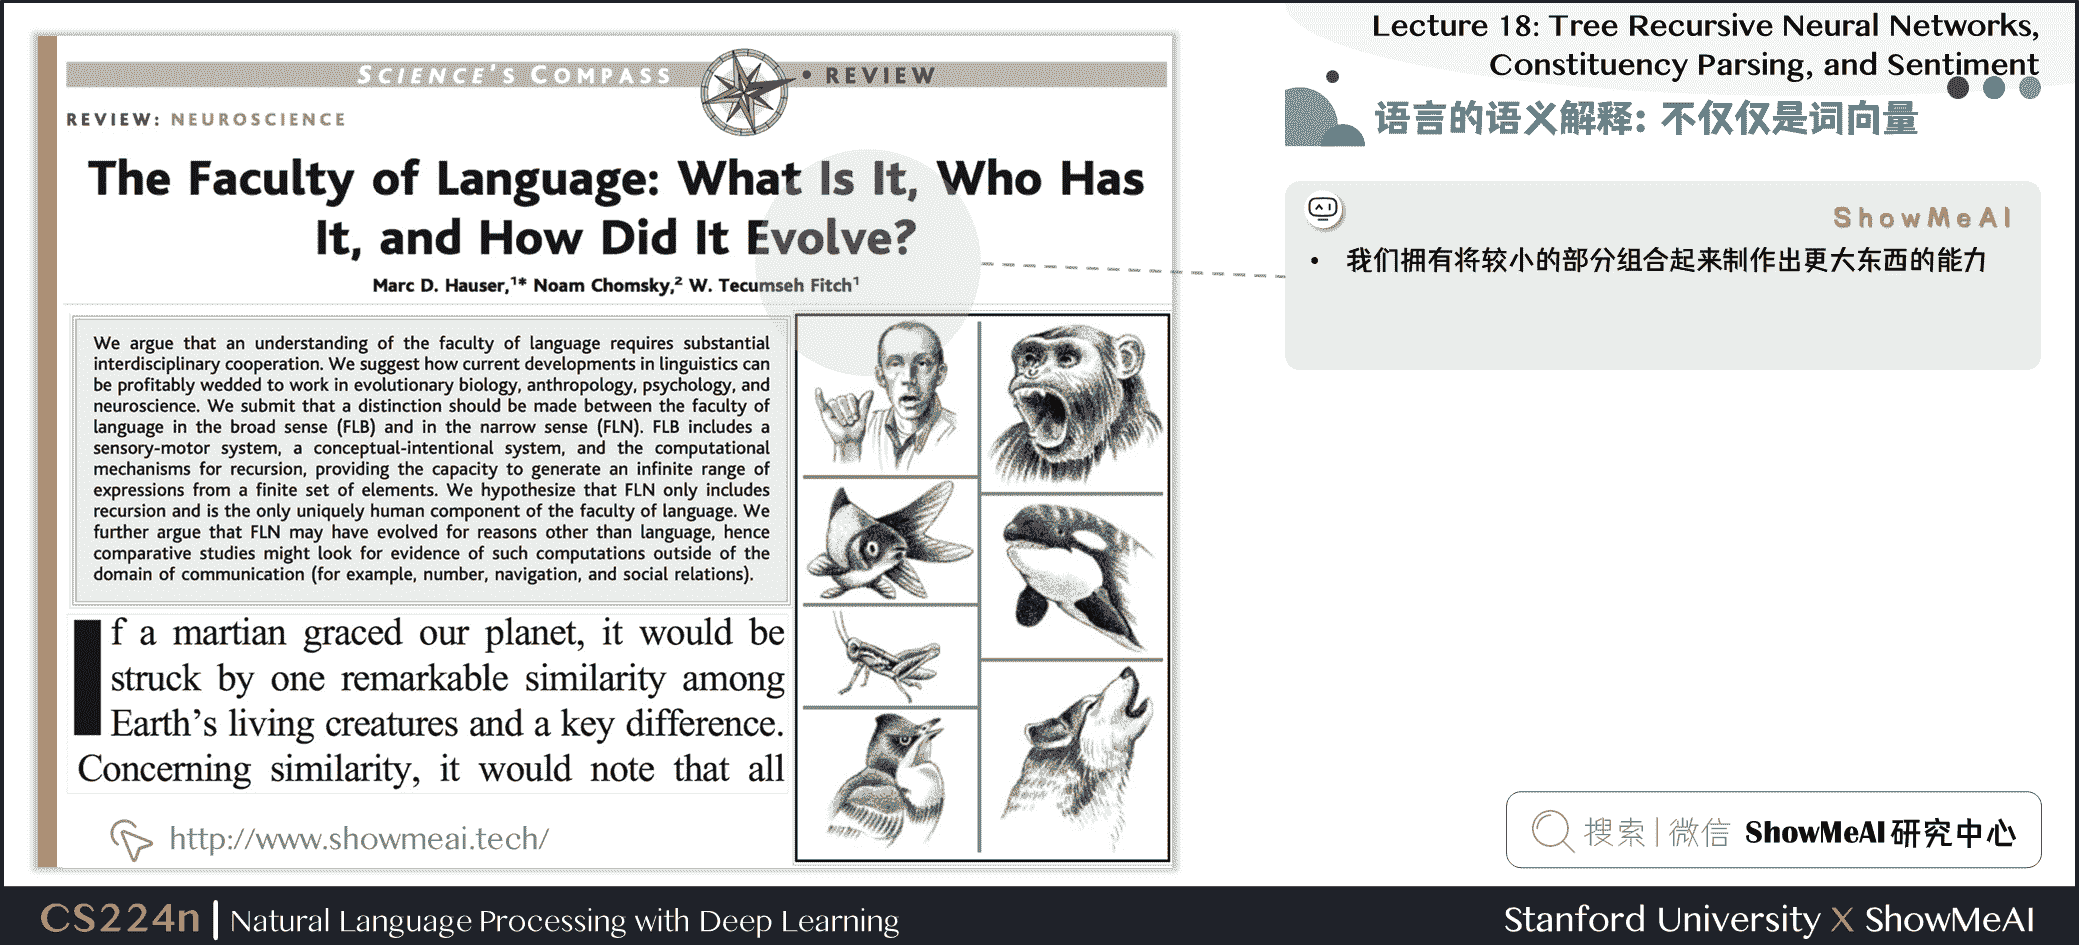 SCIENCE'S COMPASS • REVIEW
REVIEW: NEUROSCIENCE
The Faculty of Language: What Is It, Who Has
It, and How Did It Evolve?
Marc D. Hauser,¹* Noam Chomsky,² W. Tecumseh Fitch¹
We argue that an understanding of the faculty of language requires substantial
interdisciplinary cooperation. We suggest how current developments in linguistics can
be profitably wedded to work in evolutionary biology, anthropology, psychology, and
neuroscience. We submit that a distinction should be made between the faculty of
language in the broad sense (FLB) and in the narrow sense (FLN). FLB includes a
sensory-motor system, a conceptual-intentional system, and the computational
mechanisms for recursion, providing the capacity to generate an infinite range of
expressions from a finite set of elements. We hypothesize that FLN only includes
recursion and is the only uniquely human component of the faculty of language. We
further argue that FLN may have evolved for reasons other than language, hence
comparative studies might look for evidence of such computations outside of the
domain of communication (for example, number, navigation, and social relations).
If a martian graced our planet, it would be
struck by one remarkable similarity among
Earth's living creatures and a key difference.
Concerning similarity, it would note that all
http://www.showmeai.tech/
Lecture 18: Tree Recursive Neural Networks,
Constituency Parsing, and Sentiment
语言的语义解释: 不仅仅是词向量
ShowMeAI
• 我们拥有将较小的部分组合起来制作出更大东西的能力
搜索|微信 ShowMeAI 研究中心
CS224n | Natural Language Processing with Deep Learning
Stanford University X ShowMeAI